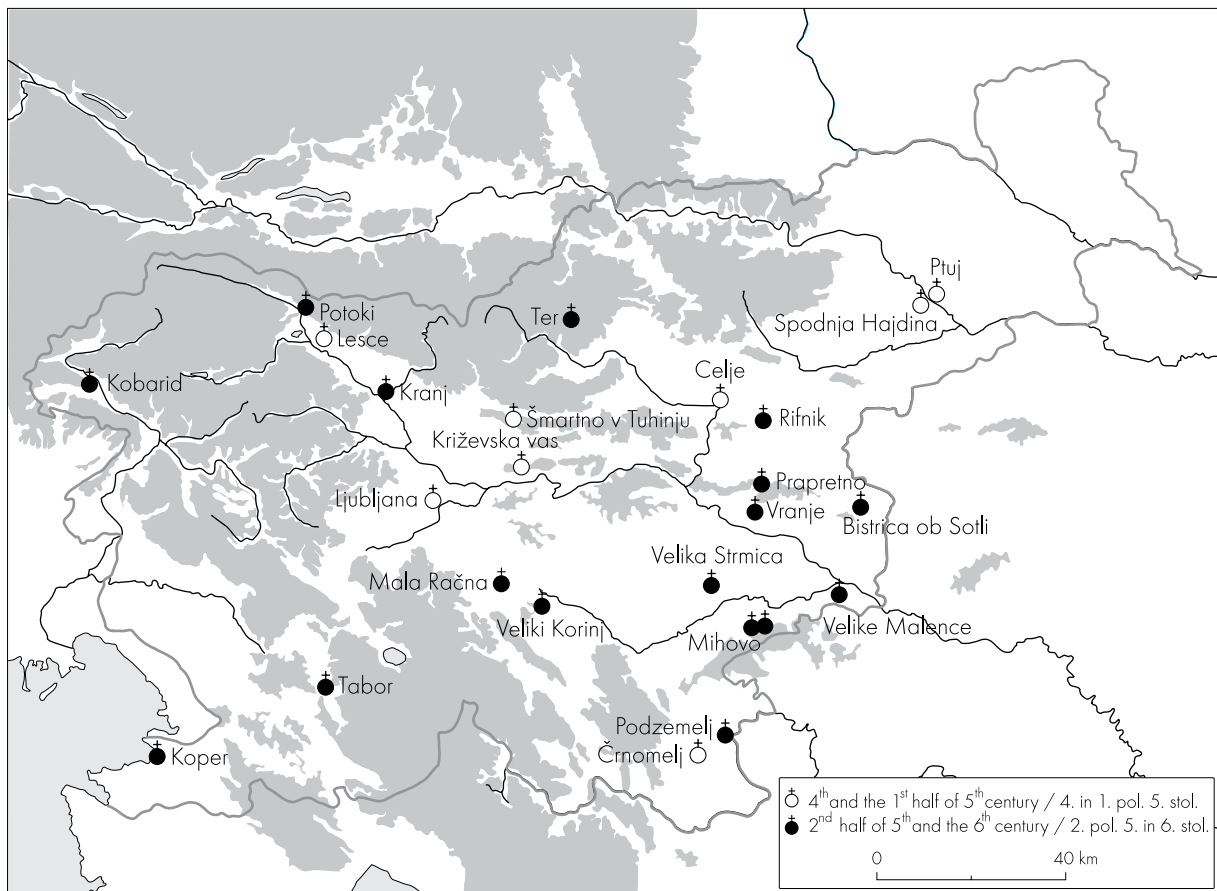 Ptuj
Spodnja Hajdina
Potoki
Ter
Lesce
Celje
Kobarid
Kranj
Šmartno v Tuhinju
Rifnik
Križevska vas
Prapretno
Ljubljana
Vranje
Bistrica ob Sotli
Velika Strmica
Mala Račna
Veliki Korinj
Velike Malence
Mihovo
Tabor
Podzemelj
Črnomelj
Koper
4th and the 1st half of 5th century / 4. in 1. pol. 5. stol.
2nd half of 5th and the 6th century / 2. pol. 5. in 6. stol.
0 40 km